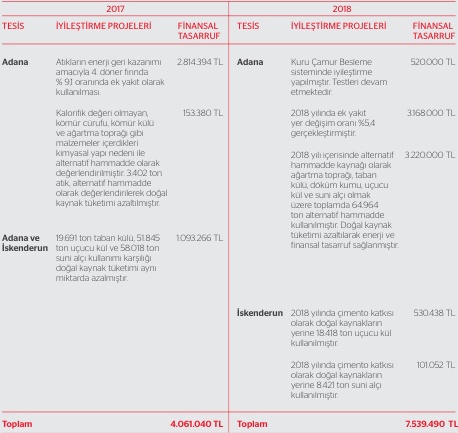 2017
TESİS İYİLEŞTİRME PROJELERİ FİNANSAL TASARRUF
Adana Atıkların enerji geri kazanımı 2.814.394 TL
amacıyla 4. döner fırında
% 9,1 oranında ek yakıt olarak
kullanılması.
Kalorifik değeri olmayan, 153.380 TL
kömür cürufu, kömür külü
ve ağartma toprağı gibi
malzemeler içerdikleri
kimyasal yapı nedeni ile
alternatif hammadde olarak
değerlendirilmiştir. 3.402 ton
atık, alternatif hammadde
olarak değerlendirilerek doğal
kaynak tüketimi azaltılmıştır.
Adana ve 19.691 ton taban külü, 51.845 1.093.266 TL
İskenderun ton uçucu kül ve 58.018 ton
suni alçı kullanımı karşılığı
doğal kaynak tüketimi aynı
miktarda azalmıştır.
Toplam 4.061.040 TL
2018
TESİS İYİLEŞTİRME PROJELERİ FİNANSAL TASARRUF
Adana Kuru Çamur Besleme 520.000 TL
sisteminde iyileştirme
yapılmıştır. Testleri devam
etmektedir.
2018 yılında ek yakıt 3.168.000 TL
yer değişim oranı %5,4
gerçekleştirmiştir.
2018 yılı içerisinde alternatif 3.220.000 TL
hammadde kaynağı olarak
ağartma toprağı, taban
külü, döküm kumu, uçucu
kül ve suni alçı olmak
üzere toplamda 64.964
ton alternatif hammadde
kullanılmıştır. Doğal kaynak
tüketimi azaltılarak enerji ve
finansal tasarruf sağlanmıştır.
İskenderun 2018 yılında çimento katkısı 530.438 TL
olarak doğal kaynakların
yerine 18.418 ton uçucu kül
kullanılmıştır.
2018 yılında çimento katkısı 101.052 TL
olarak doğal kaynakların
yerine 8.421 ton suni alçı
kullanılmıştır.
Toplam 7.539.490 TL